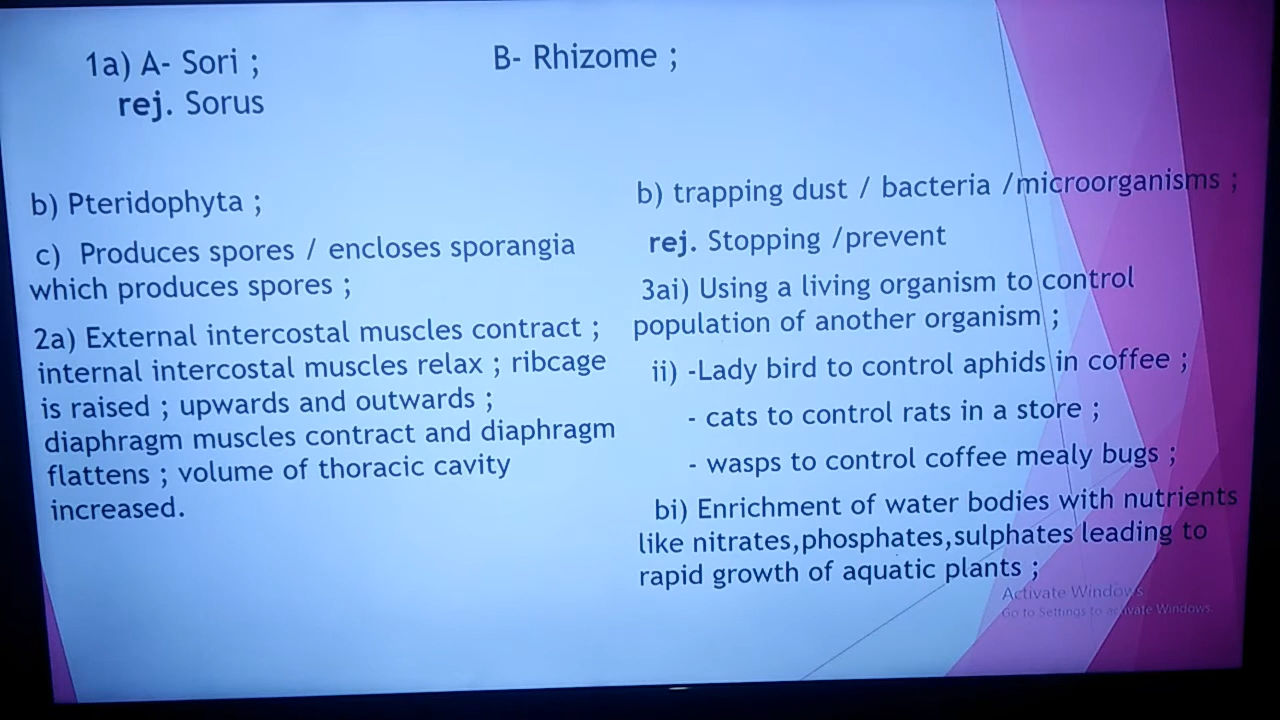 1a) A- Sori ;
B- Rhizome ;
rej. Sorus
b) Pteridophyta ;
c) Produces spores / encloses sporangia
which produces spores ;
2a) External intercostal muscles contract ;
internal intercostal muscles relax ; ribcage
is raised ; upwards and outwards ;
diaphragm muscles contract and diaphragm
flattens ; volume of thoracic cavity
increased.
b) trapping dust / bacteria /microorganisms ;
rej. Stopping /prevent
3ai) Using a living organism to control
population of another organism ;
ii) -Lady bird to control aphids in coffee ;
- cats to control rats in a store ;
- wasps to control coffee mealy bugs ;
bi) Enrichment of water bodies with nutrients
like nitrates,phosphates,sulphates leading to
rapid growth of aquatic plants ;
Activate Windows
Go to Settings to activate Windows.